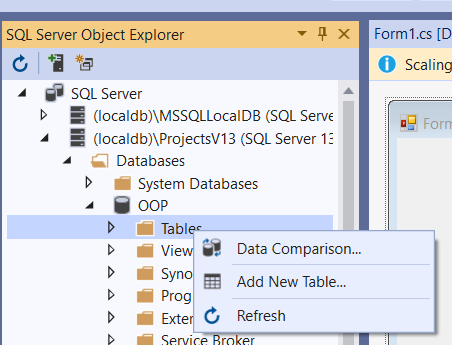 SQL Server Object Explorer
Form1.cs [D
Scaling
SQL Server
(localdb)\MSSQLLocalDB (SQL Serve
(localdb)\ProjectsV13 (SQL Server 13
Form
Databases
System Databases
OOP
Tables
View
Data Comparison...
Syno
Add New Table...
Prog
Exter
Refresh
Service Broker